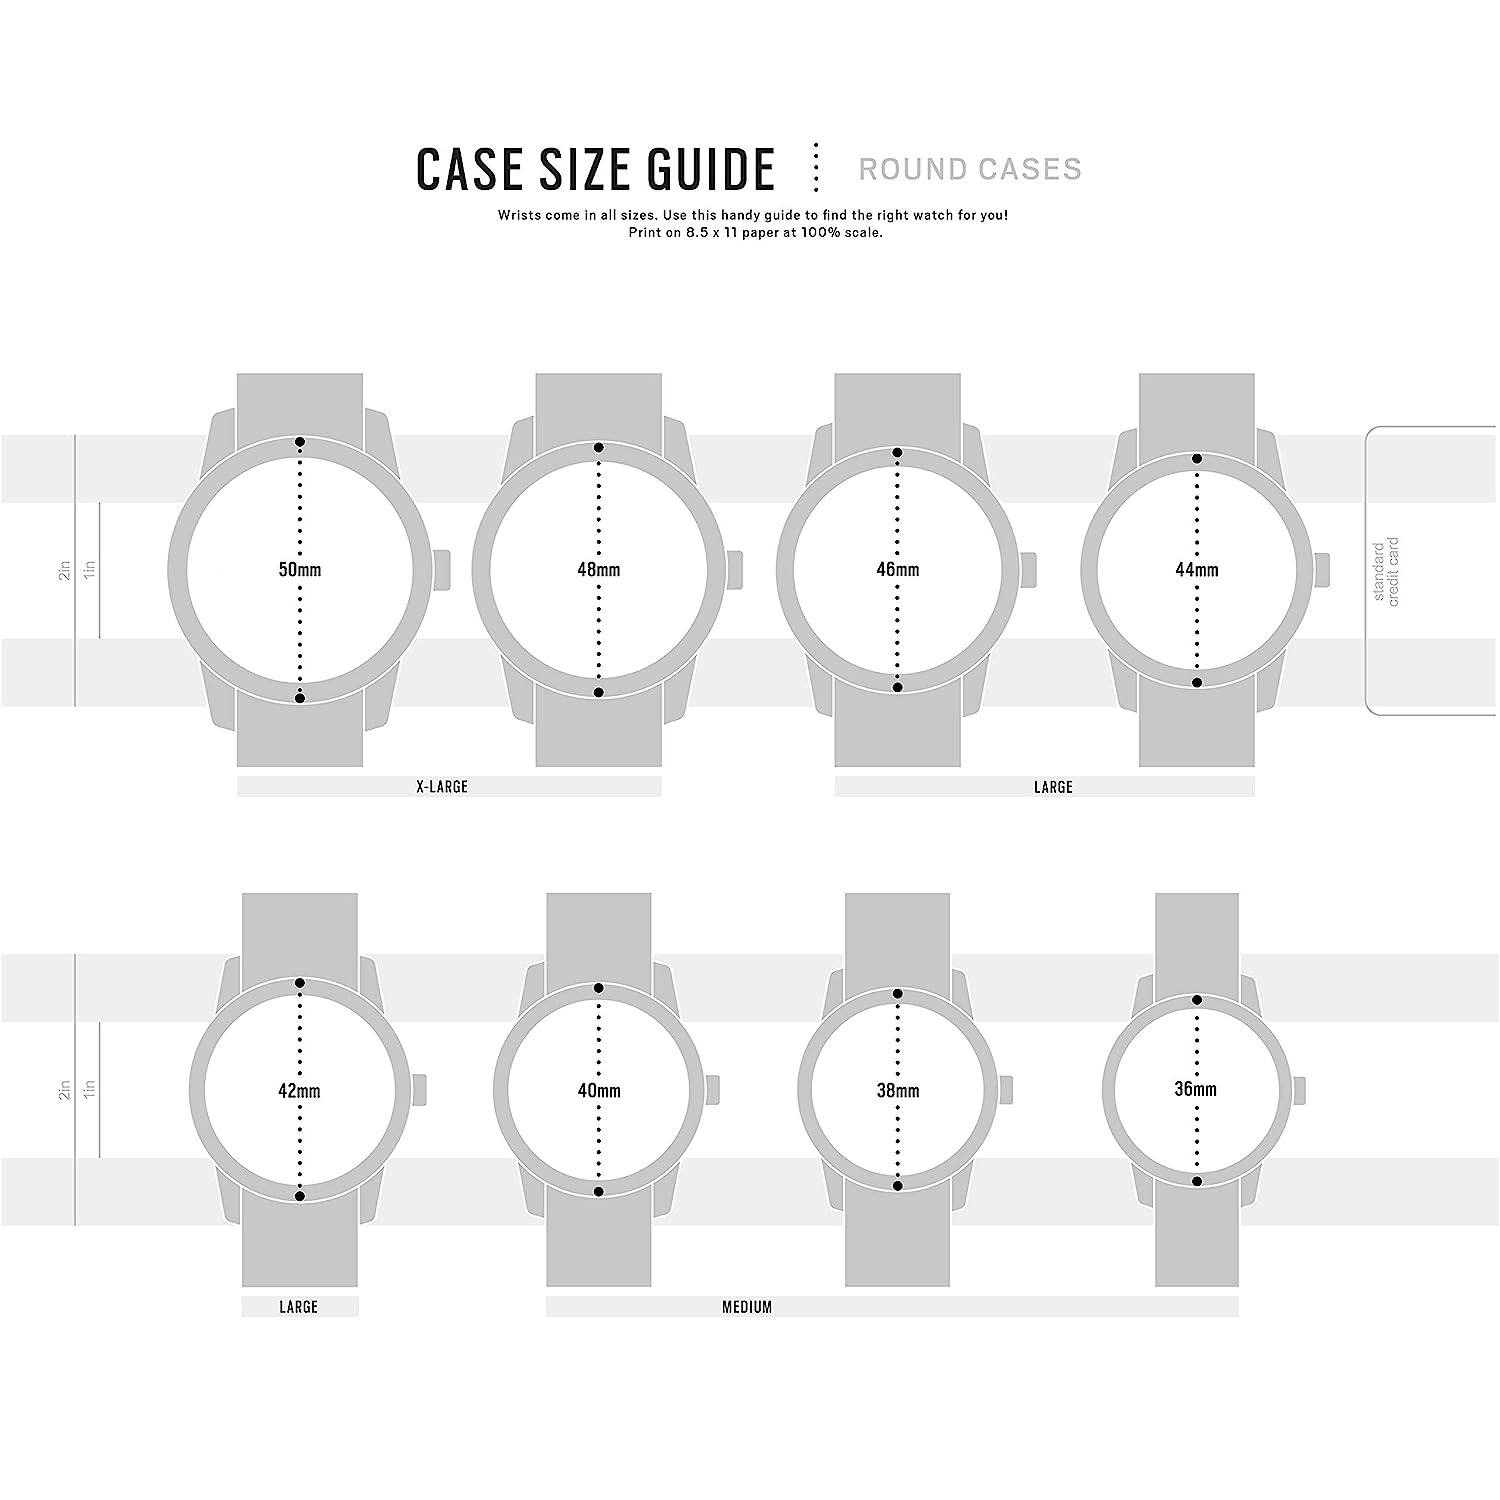 CASE SIZE GUIDE
ROUND CASES
Wrists come in all sizes. Use this handy guide to find the right watch for you!
Print on 8.5 x 11 paper at 100% scale.
2in
1in
50mm
48mm
46mm
44mm
standard
credit card
X-LARGE
LARGE
2in
1in
42mm
40mm
38mm
36mm
LARGE
MEDIUM